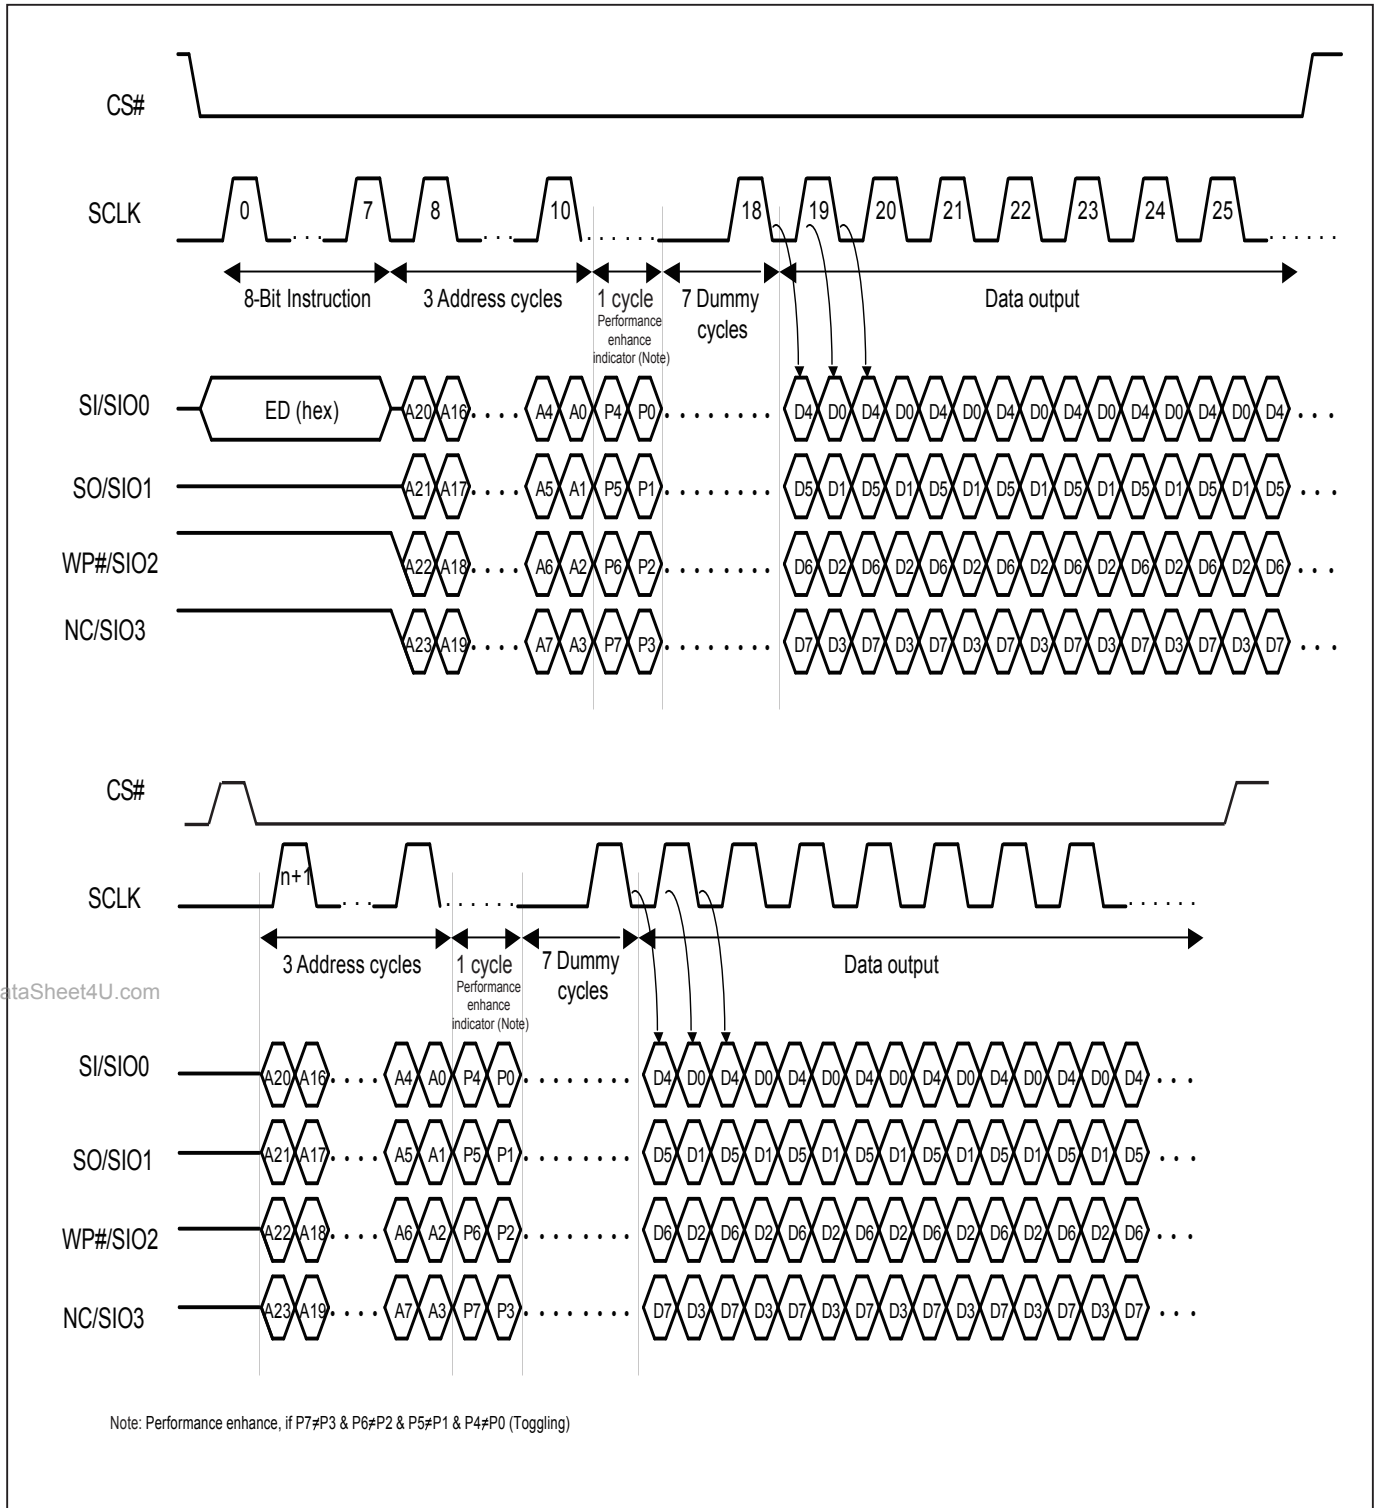 CS#
SCLK
0 7 8 10 18 19 20 21 22 23 24 25
8-Bit Instruction 3 Address cycles 1 cycle 7 Dummy cycles Data output
Performance
enhance
indicator (Note)
SI/SIO0 ED (hex) A20 A16 A4 A0 P4 P0 D4 D0 D4 D0 D4 D0 D4 D0 D4 D0 D4 D0 D4 D0 D4
SO/SIO1 A21 A17 A5 A1 P5 P1 D5 D1 D5 D1 D5 D1 D5 D1 D5 D1 D5 D1 D5 D1 D5
WP#/SIO2 A22 A18 A6 A2 P6 P2 D6 D2 D6 D2 D6 D2 D6 D2 D6 D2 D6 D2 D6 D2 D6
NC/SIO3 A23 A19 A7 A3 P7 P3 D7 D3 D7 D3 D7 D3 D7 D3 D7 D3 D7 D3 D7 D3 D7
CS#
n+1
SCLK
3 Address cycles 1 cycle 7 Dummy cycles Data output
Performance
enhance
indicator (Note)
ataSheet4U.com
SI/SIO0 A20 A16 A4 A0 P4 P0 D4 D0 D4 D0 D4 D0 D4 D0 D4 D0 D4 D0 D4 D0 D4
SO/SIO1 A21 A17 A5 A1 P5 P1 D5 D1 D5 D1 D5 D1 D5 D1 D5 D1 D5 D1 D5 D1 D5
WP#/SIO2 A22 A18 A6 A2 P6 P2 D6 D2 D6 D2 D6 D2 D6 D2 D6 D2 D6 D2 D6 D2 D6
NC/SIO3 A23 A19 A7 A3 P7 P3 D7 D3 D7 D3 D7 D3 D7 D3 D7 D3 D7 D3 D7 D3 D7
Note: Performance enhance, if P7≠P3 & P6≠P2 & P5≠P1 & P4≠P0 (Toggling)